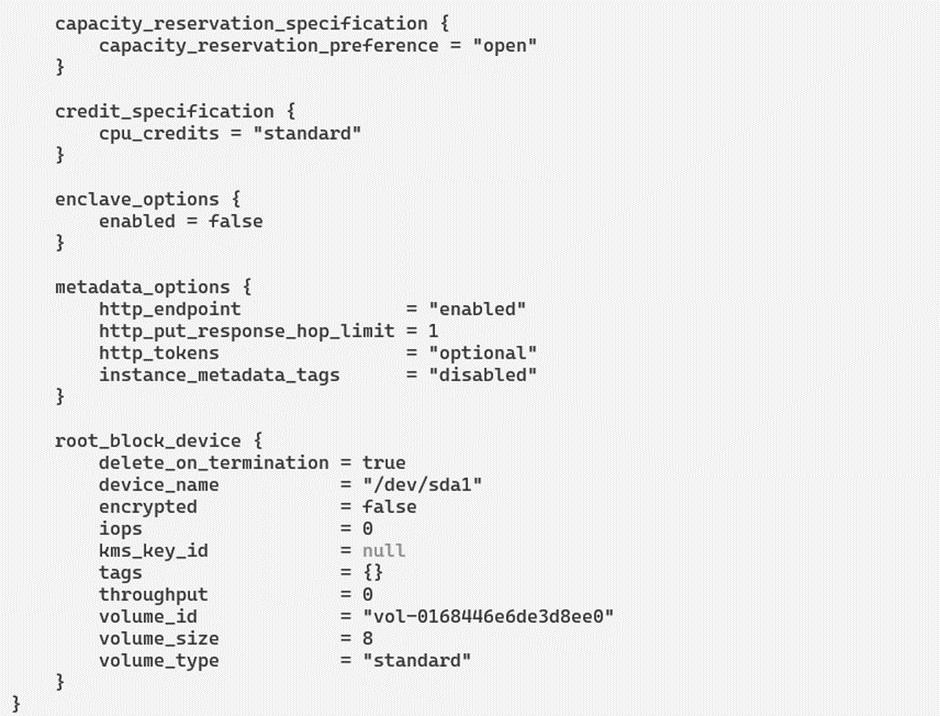 capacity_reservation_specification {
        capacity_reservation_preference = "open"
    }

    credit_specification {
        cpu_credits = "standard"
    }

    enclave_options {
        enabled = false
    }

    metadata_options {
        http_endpoint               = "enabled"
        http_put_response_hop_limit = 1
        http_tokens                 = "optional"
        instance_metadata_tags      = "disabled"
    }

    root_block_device {
        delete_on_termination = true
        device_name           = "/dev/sda1"
        encrypted             = false
        iops                  = 0
        kms_key_id            = null
        tags                  = {}
        throughput            = 0
        volume_id             = "vol-0168446e6de3d8ee0"
        volume_size           = 8
        volume_type           = "standard"
    }
}